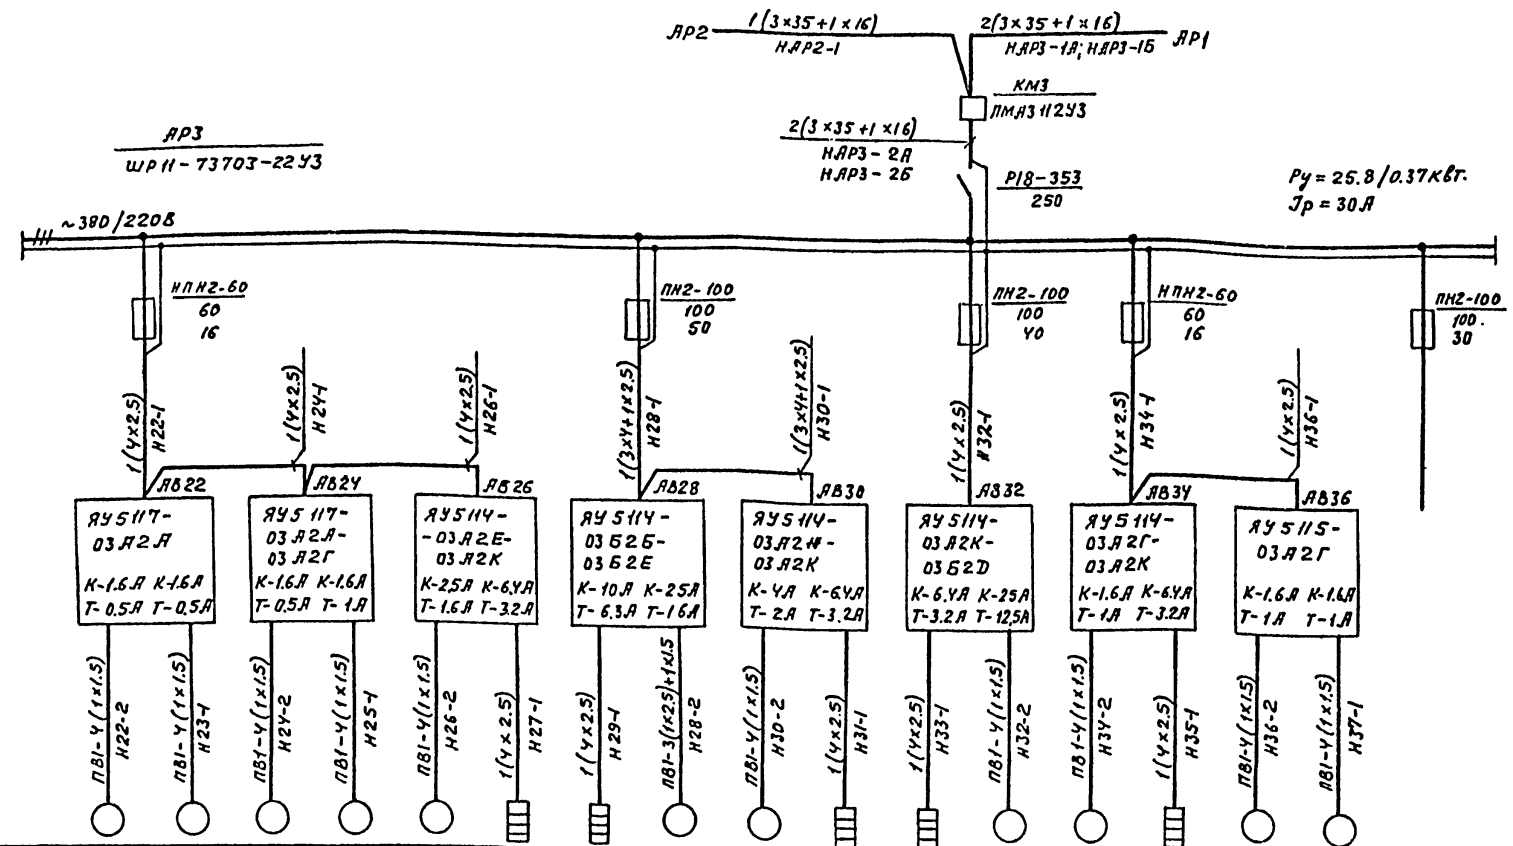 АР2
1(3×35+1×16)
НАР2-1
2(3×35+1×16)
НАР3-1А; НАР3-1Б
АР1
КМ3
ПМА3112У3
2(3×35+1×16)
НАР3-2А
НАР3-2Б
АР3
ШР11-73703-22У3
Р18-353
250
Ру=25.8/0.37квт.
Jр=30А
~380/220В
НПН2-60
60
16
ПН2-100
100
50
ПН2-100
100
40
НПН2-60
60
16
ПН2-100
100.
30
1(4×2.5)
Н22-1
1(4×2.5)
Н24-1
1(4×2.5)
Н26-1
1(3×4+1×2.5)
Н28-1
1(3×4+1×2.5)
Н30-1
1(4×2.5)
Н32-1
1(4×2.5)
Н34-1
1(4×2.5)
Н36-1
АВ22
ЯУ5117-
03А2А
К-1.6А К-1.6А
Т-0.5А Т-0.5А
АВ24
ЯУ5117-
03А2А-
03А2Г
К-1.6А К-1.6А
Т-0.5А Т-1А
АВ26
ЯУ5114-
-03А2Е-
03А2К
К-2,5А К-6,4А
Т-1.6А Т-3.2А
АВ28
ЯУ5114-
03Б2Б-
03Б2Е
К-10А К-25А
Т-6.3А Т-16А
АВ30
ЯУ5114-
03А2К
К-4А К-6.4А
Т-2А Т-3.2А
АВ32
ЯУ5114-
03А2К-
03Б2D
К-6.4А К-25А
Т-3.2А Т-12,5А
АВ34
ЯУ5114-
03А2Г-
03А2К
К-1.6А К-6.4А
Т-1А Т-3.2А
АВ36
ЯУ5115-
03А2Г
К-1.6А К-1.6А
Т-1А Т-1А
ПВ1-4(1×1.5)
Н22-2
ПВ1-4(1×1.5)
Н23-1
ПВ1-4(1×1.5)
Н24-2
ПВ1-4(1×1.5)
Н25-1
ПВ1-4(1×1.5)
Н26-2
1(4×2.5)
Н27-1
1(4×2.5)
Н29-1
ПВ1-3(1×2.5)+1×1.5
Н28-2
ПВ1-4(1×1.5)
Н30-2
1(4×2.5)
Н31-1
1(4×2.5)
Н33-1
ПВ1-4(1×1.5)
Н32-2
ПВ1-4(1×1.5)
Н34-2
1(4×2.5)
Н35-1
ПВ1-4(1×1.5)
Н36-2
ПВ1-4(1×1.5)
Н37-1